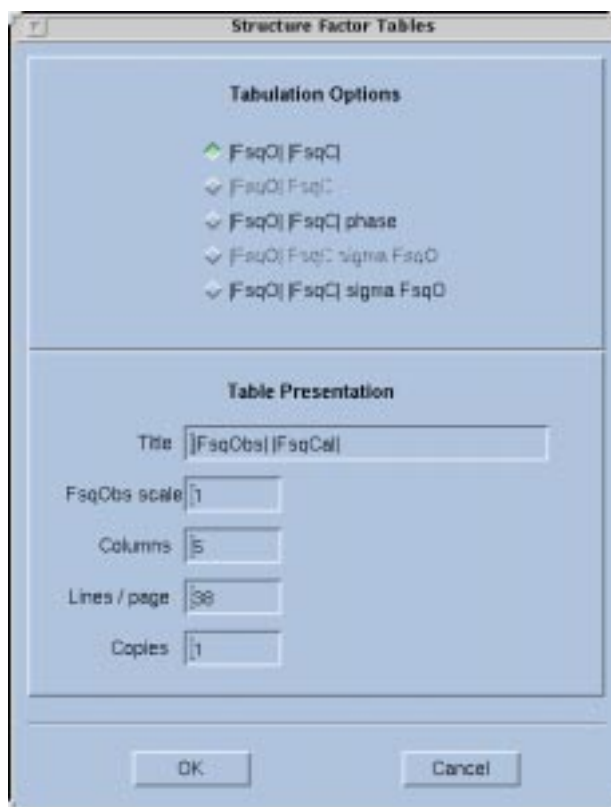 Structure Factor Tables
Tabulation Options
|FsqO| |FsqC|
|FsqO| FsqC
|FsqO| |FsqC| phase
|FsqO| FsqC sigma FsqO
|FsqO| |FsqC| sigma FsqO
Table Presentation
Title |FsqObs| |FsqCal|
FsqObs scale 1
Columns 5
Lines / page 38
Copies 1
OK Cancel